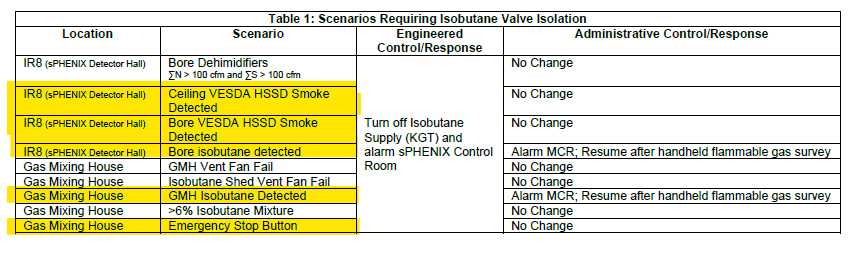 Table 1: Scenarios Requiring Isobutane Valve Isolation
Location Scenario Engineered Control/Response Administrative Control/Response
IR8 (sPHENIX Detector Hall) Bore Dehimidifiers No Change
∑N > 100 cfm and ∑S > 100 cfm
IR8 (sPHENIX Detector Hall) Ceiling VESDA HSSD Smoke No Change
Detected
IR8 (sPHENIX Detector Hall) Bore VESDA HSSD Smoke No Change
Detected
Turn off Isobutane
Supply (KGT) and
alarm sPHENIX Control
Room
IR8 (sPHENIX Detector Hall) Bore isobutane detected Alarm MCR; Resume after handheld flammable gas survey
Gas Mixing House GMH Vent Fan Fail No Change
Gas Mixing House Isobutane Shed Vent Fan Fail No Change
Gas Mixing House GMH Isobutane Detected Alarm MCR; Resume after handheld flammable gas survey
Gas Mixing House >6% Isobutane Mixture No Change
Gas Mixing House Emergency Stop Button No Change